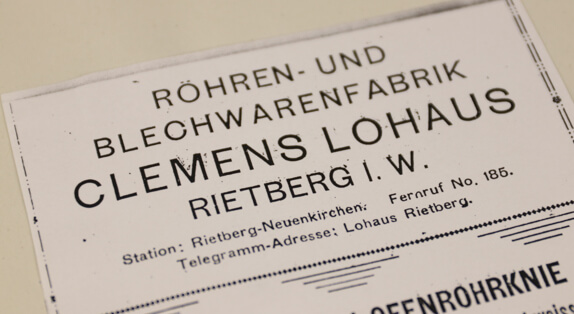 RÖHREN- UND
BLECHWARENFABRIK
CLEMENS LOHAUS
RIETBERG I. W.
Station: Rietberg-Neuenkirchen. Fernruf No. 185.
Telegramm-Adresse: Lohaus Rietberg.
OFENROHRKNIE